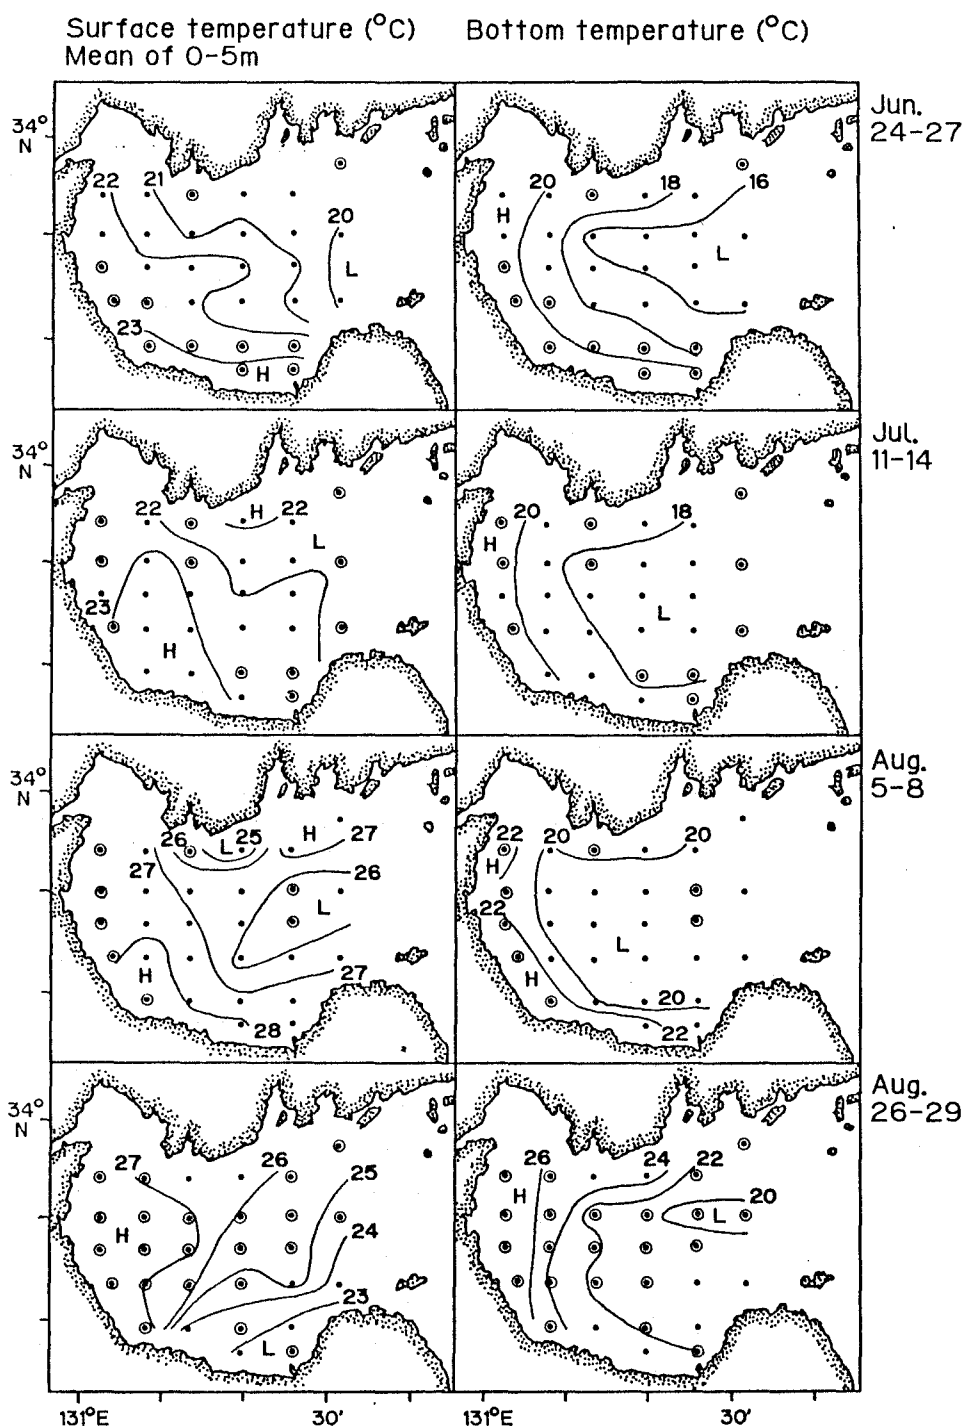 Surface temperature (°C) Bottom temperature (°C)
Mean of 0-5m
Jun.
24-27
34°
N
22 21 20 L 23 H
20 18 16 H L
Jul.
11-14
34°
N
22 H 22 L 23 H
20 18 H L
Aug.
5-8
34°
N
26 L 25 H 27 27 26 L H 27 28
22 20 20 H 22 L H 20 22
Aug.
26-29
34°
N
27 26 25 H 24 23 L
26 24 22 H 20 L
131°E 30' 131°E 30'